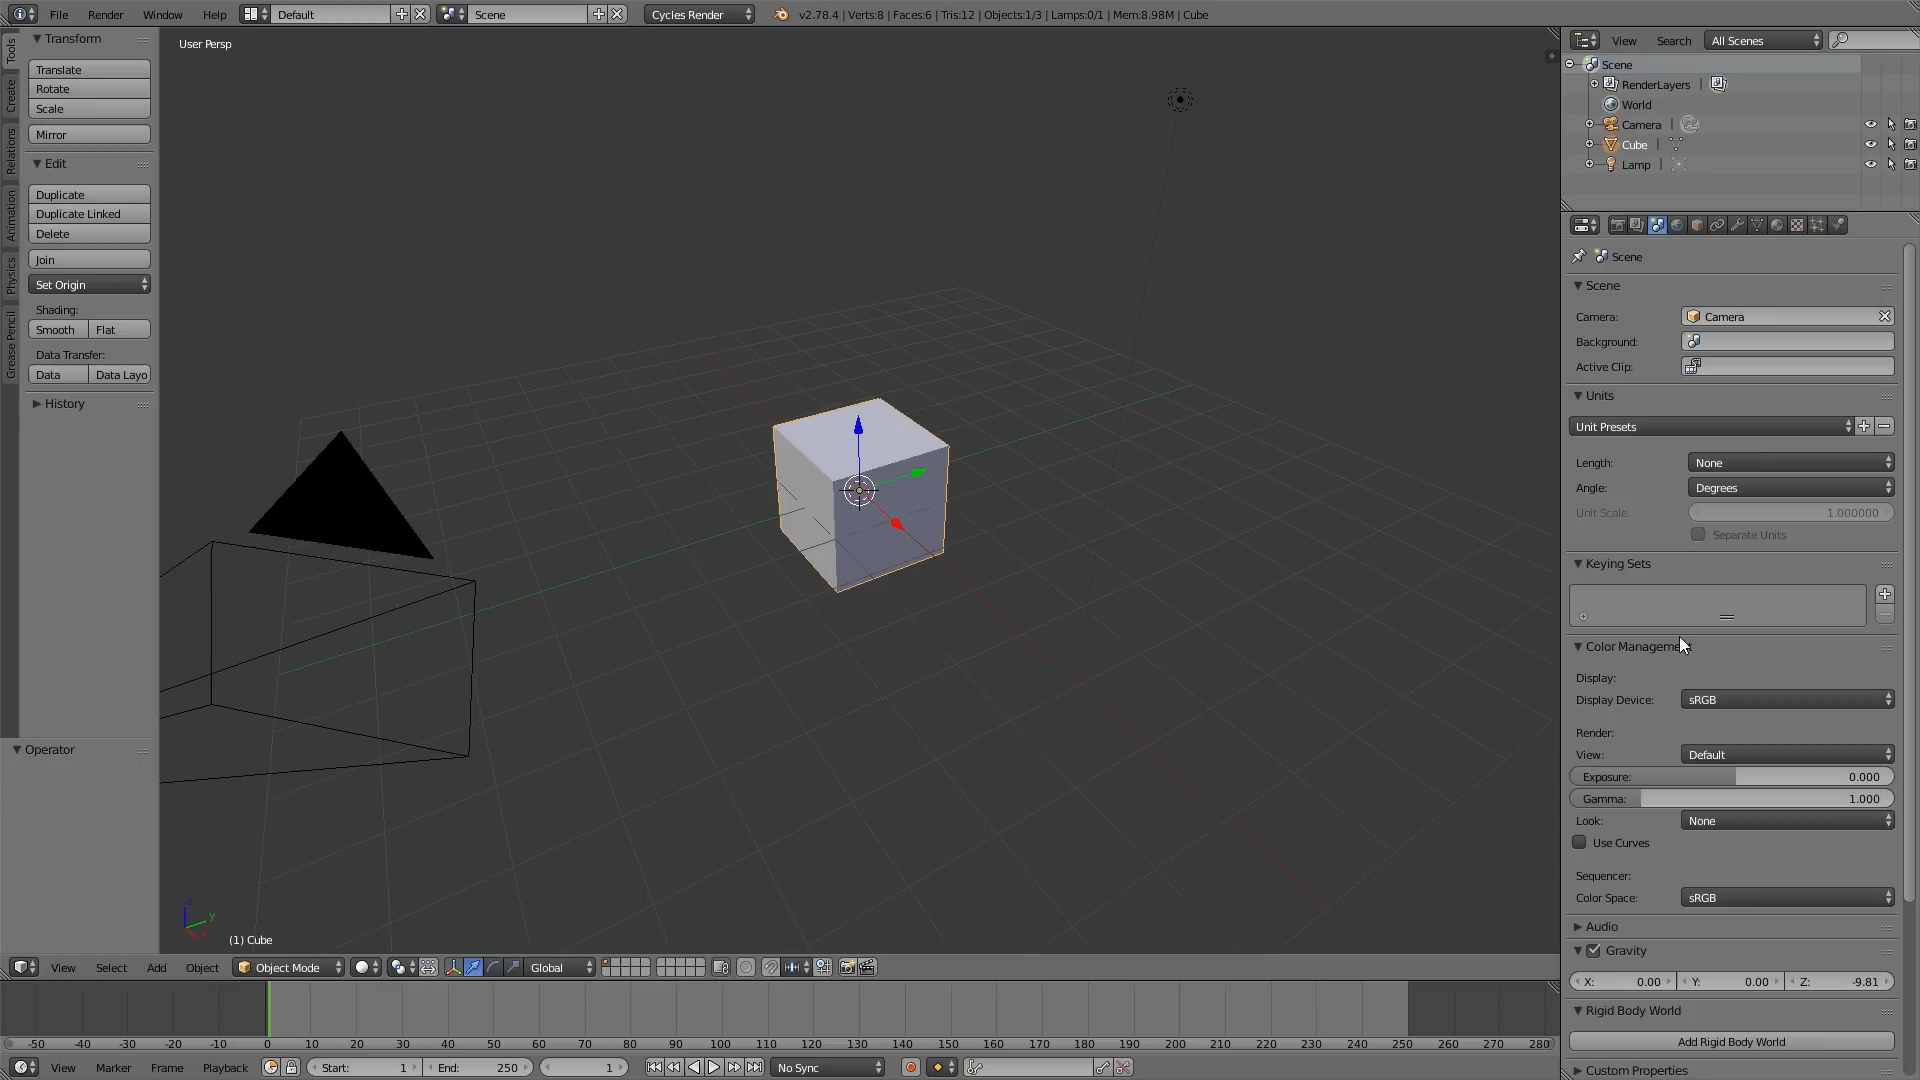 File Render Window Help Default Scene Cycles Render v2.78.4 | Verts:8 | Faces:6 | Tris:12 | Objects:1/3 | Lamps:0/1 | Mem:8.98M | Cube
Tools
Create
Relations
Animation
Physics
Grease Pencil
Transform
Translate
Rotate
Scale
Mirror
Edit
Duplicate
Duplicate Linked
Delete
Join
Set Origin
Shading:
Smooth Flat
Data Transfer:
Data Data Layo
History
Operator
User Persp
z
y
(1) Cube
View Select Add Object Object Mode Global
-50 -40 -30 -20 -10 0 10 20 30 40 50 60 70 80 90 100 110 120 130 140 150 160 170 180 190 200 210 220 230 240 250 260 270 280
View Marker Frame Playback Start: 1 End: 250 1 No Sync
View Search All Scenes
Scene
RenderLayers |
World
Camera |
Cube |
Lamp |
Scene
Scene
Camera: Camera
Background:
Active Clip:
Units
Unit Presets
Length: None
Angle: Degrees
Unit Scale: 1.000000
Separate Units
Keying Sets
Color Manageme
Display:
Display Device: sRGB
Render:
View: Default
Exposure: 0.000
Gamma: 1.000
Look: None
Use Curves
Sequencer:
Color Space: sRGB
Audio
Gravity
X: 0.00 Y: 0.00 Z: -9.81
Rigid Body World
Add Rigid Body World
Custom Properties